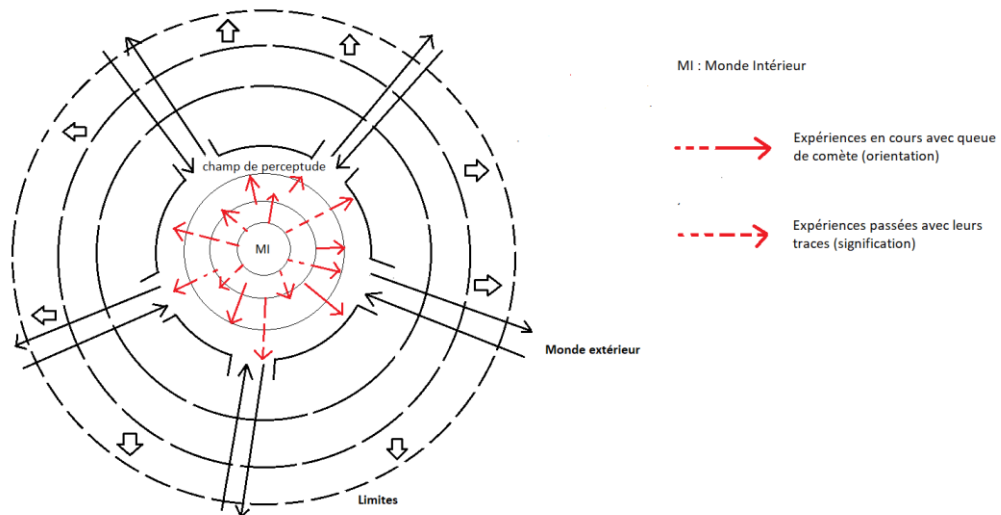 MI : Monde Intérieur
Expériences en cours avec queue
de comète (orientation)
champ de perceptude
Expériences passées avec leurs
traces (signification)
MI
Monde extérieur
Limites